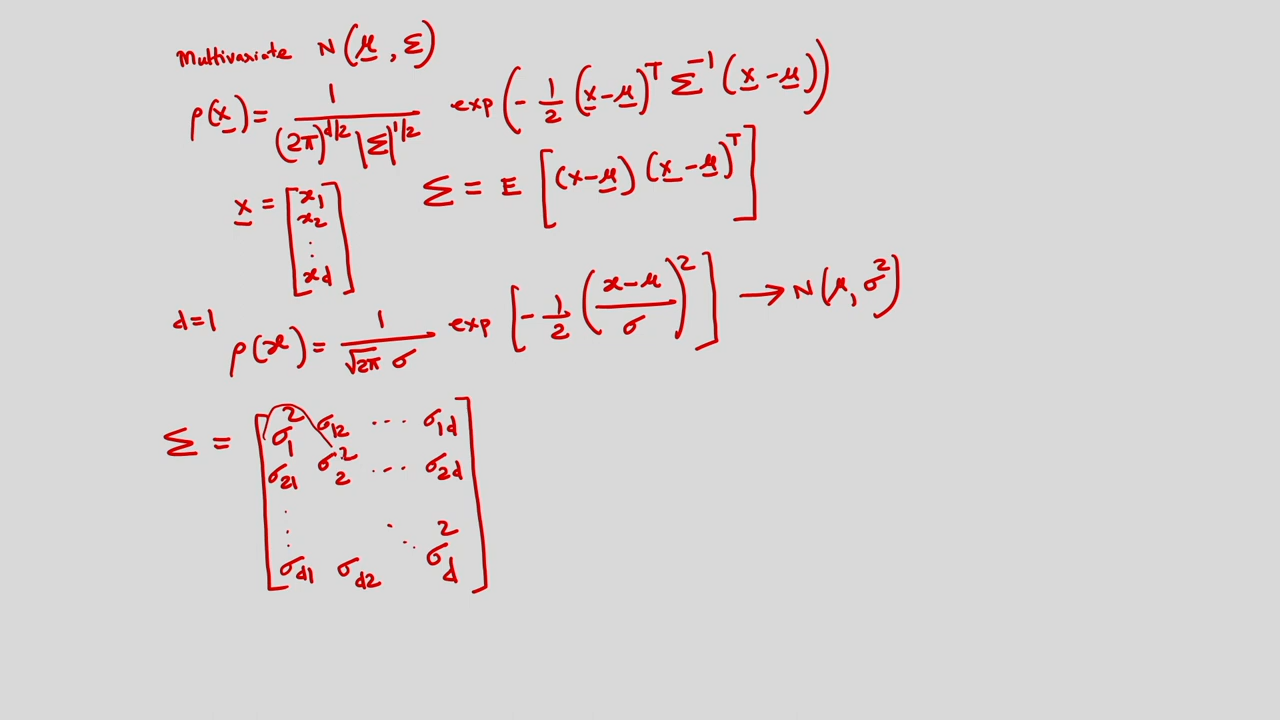 Multivariate N(μ, Σ)
p(x) = 1 / ((2π)^{d/2} |Σ|^{1/2}) exp(-1/2 (x-μ)^T Σ^{-1} (x-μ))
x = [x1 x2 ⋮ xd]
Σ = E [(x-μ) (x-μ)^T]
d=1
p(x) = 1 / (√2π σ) exp [-1/2 ((x-μ)/σ)^2] → N(μ, σ^2)
Σ = [σ1^2 σ12 ... σ1d
σ21 σ2^2 ... σ2d
⋮ ⋱
σd1 σd2 σd^2]